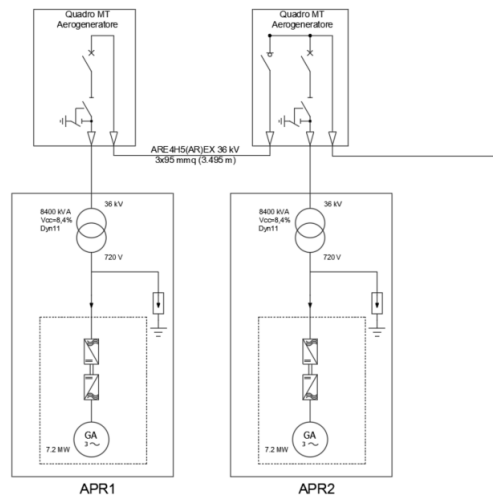 Quadro MT
Aerogeneratore
Quadro MT
Aerogeneratore
ARE4H5(AR)EX 36 kV
3x95 mmq (3.495 m)
36 kV
8400 kVA
Vcc=8,4%
Dyn11
720 V
GA
3
7.2 MW
APR1
36 kV
8400 kVA
Vcc=8,4%
Dyn11
720 V
GA
3
7.2 MW
APR2